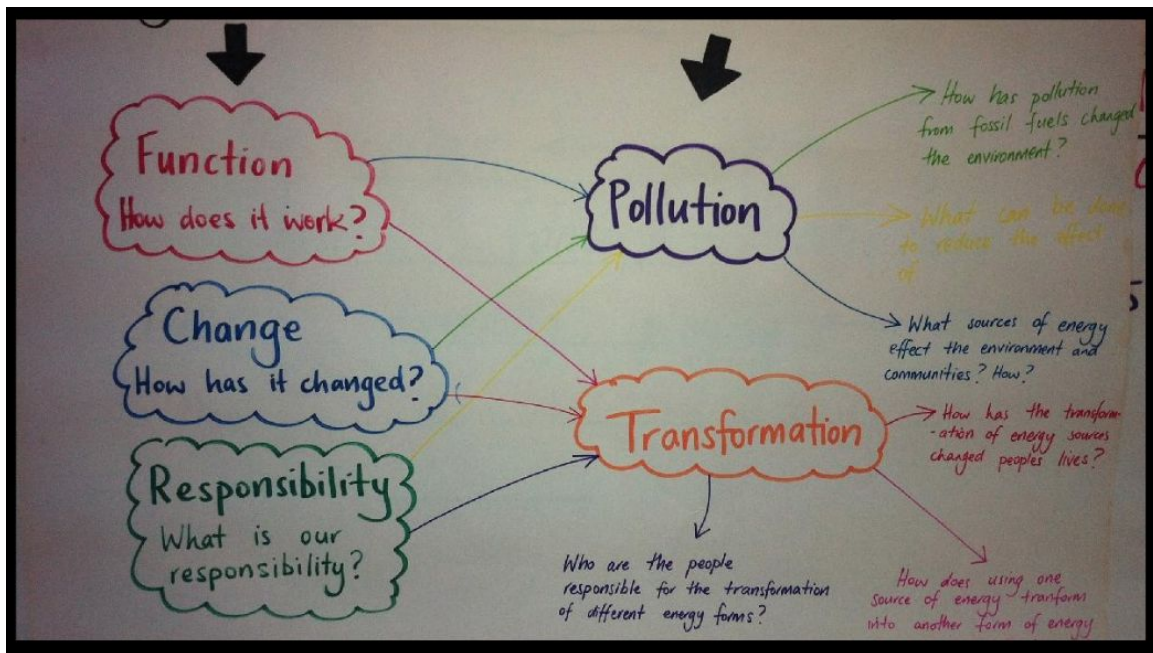 Function
How does it work?
Change
How has it changed?
Responsibility
What is our
responsibility?
Pollution
Transformation
How has pollution
from fossil fuels changed
the environment?
What can be done
to reduce the effect
of
What sources of energy
effect the environment and
communities? How?
How has the transform-
-ation of energy sources
changed peoples lives?
How does using one
source of energy tranform
into another form of energy
Who are the people
responsible for the transformation
of different energy forms?